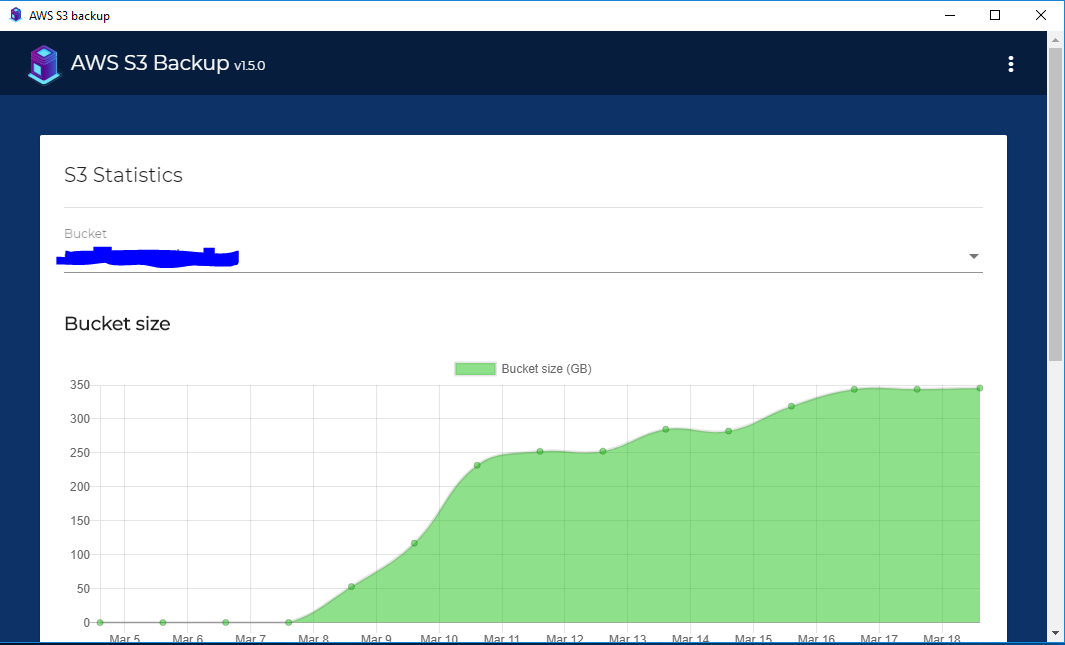 AWS S3 backup
AWS S3 Backup v1.5.0
S3 Statistics
Bucket
Bucket size
Bucket size (GB)
350
300
250
200
150
100
50
0
Mar 5 Mar 6 Mar 7 Mar 8 Mar 9 Mar 10 Mar 11 Mar 12 Mar 13 Mar 14 Mar 15 Mar 16 Mar 17 Mar 18